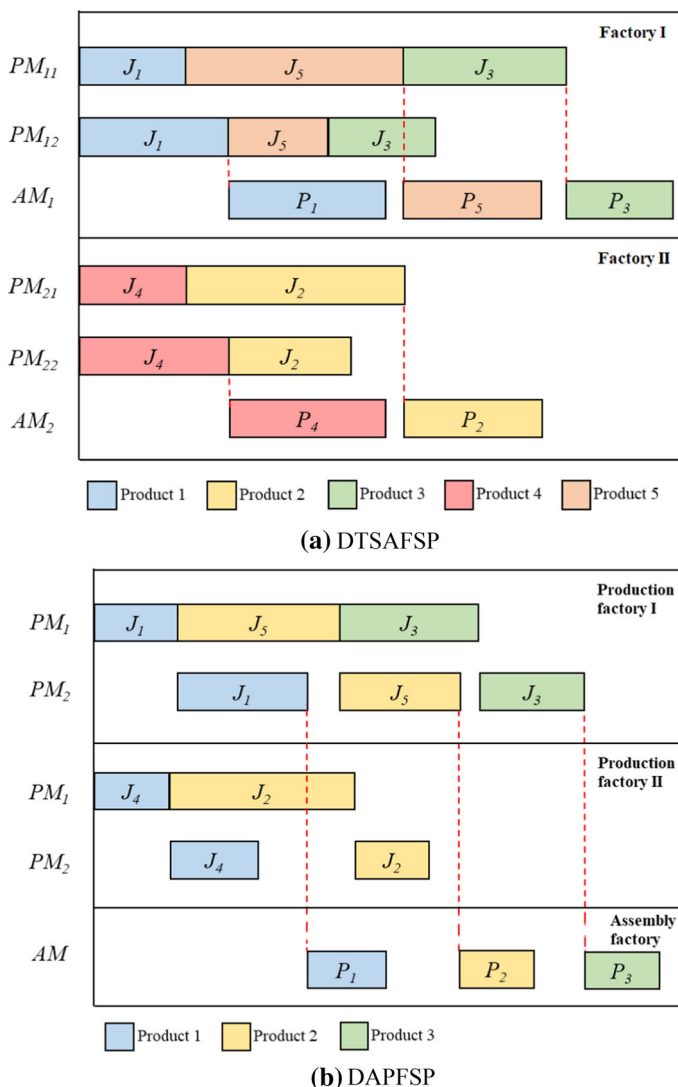 Factory I
PM11 J1 J5 J3
PM12 J1 J5 J3
AM1 P1 P5 P3
Factory II
PM21 J4 J2
PM22 J4 J2
AM2 P4 P2
Product 1 Product 2 Product 3 Product 4 Product 5
(a) DTSAFSP
Production
factory I
PM1 J1 J5 J3
PM2 J1 J5 J3
Production
factory II
PM1 J4 J2
PM2 J4 J2
Assembly
factory
AM P1 P2 P3
Product 1 Product 2 Product 3
(b) DAPFSP